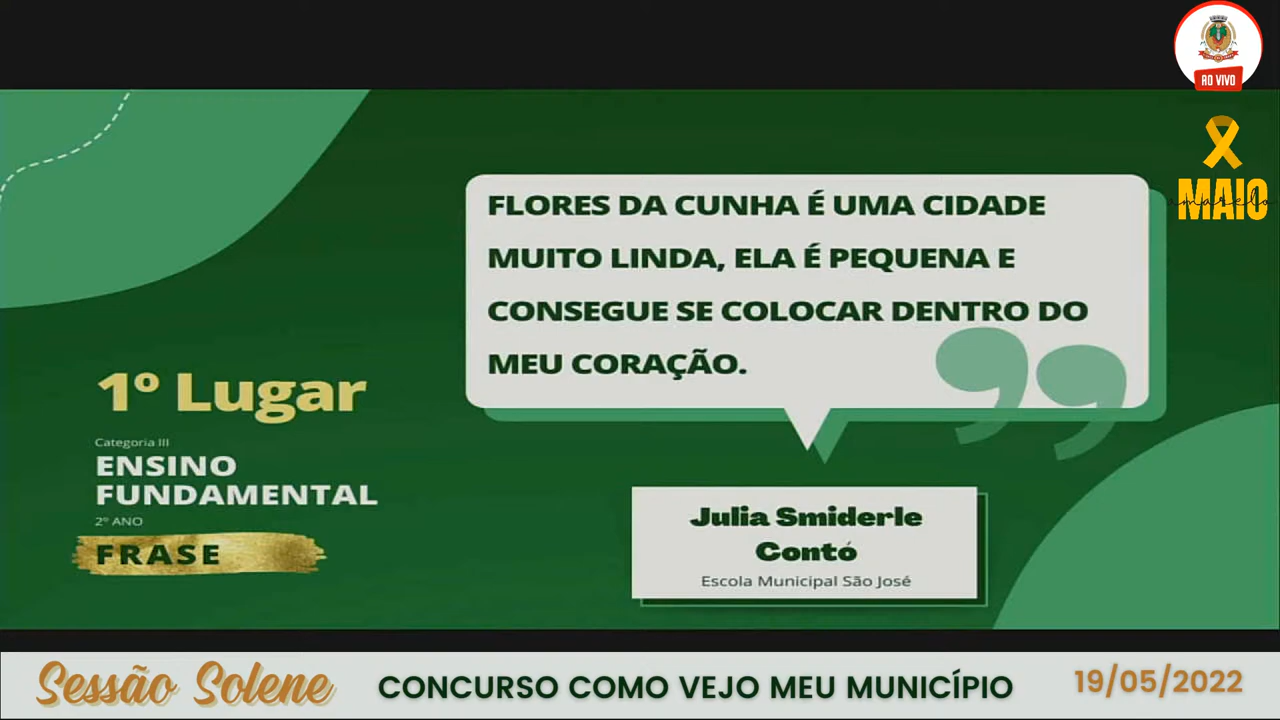 AO VIVO
MAIO
amarelo
FLORES DA CUNHA É UMA CIDADE
MUITO LINDA, ELA É PEQUENA E
CONSEGUE SE COLOCAR DENTRO DO
MEU CORAÇÃO.
1º Lugar
Categoria III
ENSINO
FUNDAMENTAL
2º ANO
FRASE
Julia Smiderle
Contó
Escola Municipal São José
Sessão Solene
CONCURSO COMO VEJO MEU MUNICÍPIO
19/05/2022